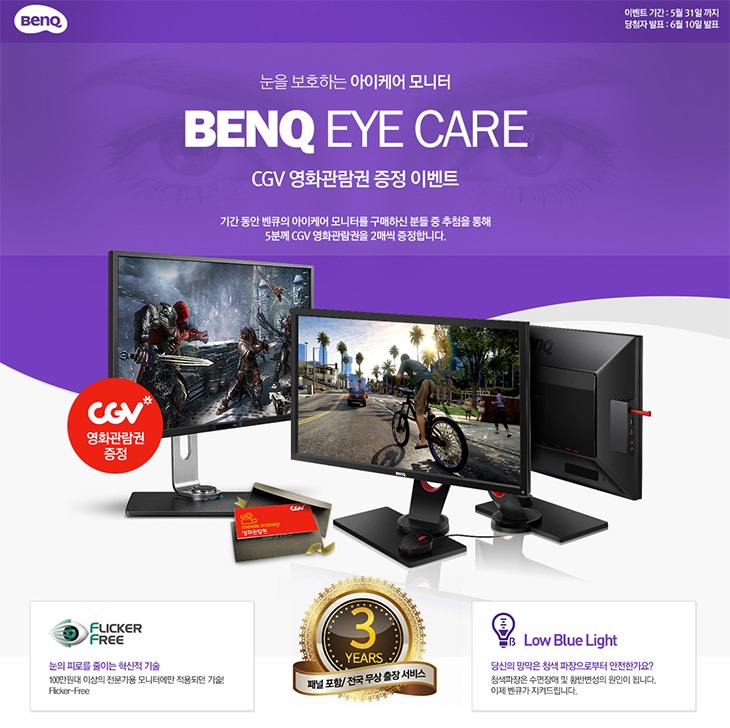 BenQ
이벤트 기간 : 5월 31일 까지
당첨자 발표 : 6월 10일 발표
눈을 보호하는 아이케어 모니터
BENQ EYE CARE
CGV 영화관람권 증정 이벤트
기간 동안 벤큐의 아이케어 모니터를 구매하신 분들 중 추첨을 통해
5분께 CGV 영화관람권을 2매씩 증정합니다.
CGV
영화관람권
증정
CGV
movie money
영화관람권
BenQ
nQ
FLICKER
FREE
눈의 피로를 줄이는 혁신적 기술
100만원대 이상의 전문가용 모니터에만 적용되던 기술!
Flicker-Free
3
YEARS
패널 포함/ 전국 무상 출장 서비스
Low Blue Light
당신의 망막은 청색 파장으로부터 안전한가요?
청색파장은 수면장애 및 황반변성의 원인이 됩니다.
이제 벤큐가 지켜드립니다.